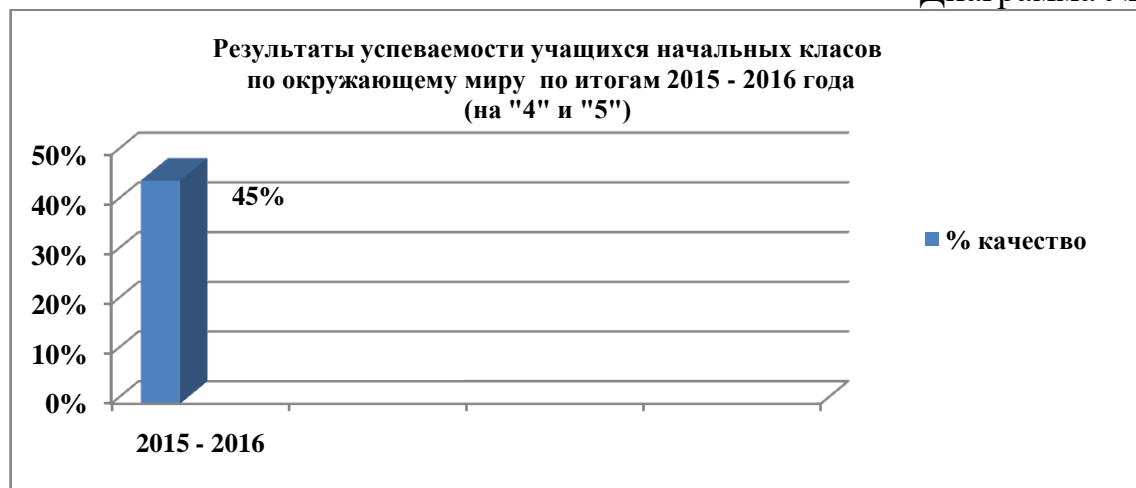 Результаты успеваемости учащихся начальных класов
по окружающему миру по итогам 2015 - 2016 года
(на "4" и "5")
50%
40%
30%
20%
10%
0%
45%
% качество
2015 - 2016